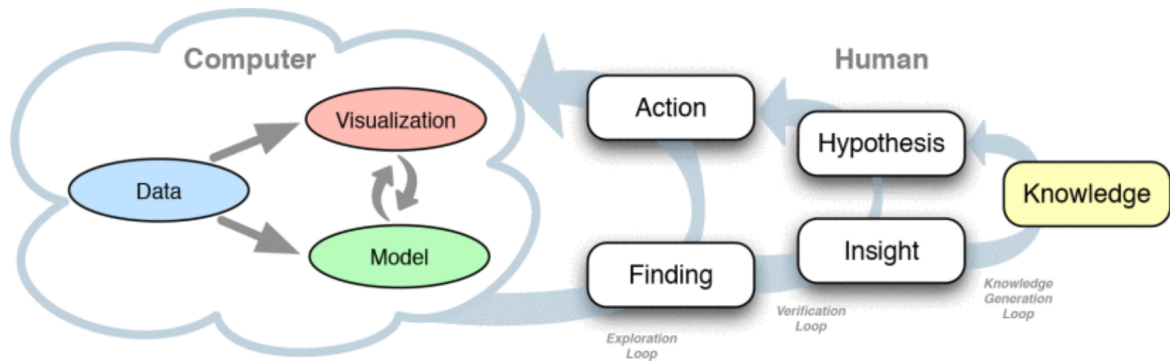 Computer
Human
Visualization
Data
Model
Action
Hypothesis
Knowledge
Finding
Insight
Exploration
Loop
Verification
Loop
Knowledge
Generation
Loop